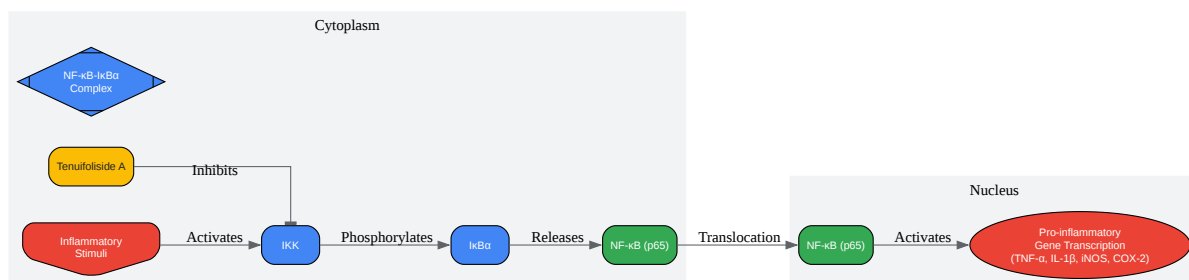 Cytoplasm
NF-κB-IκBα
Complex
Tenuifoliside A
Inhibits
Nucleus
Inflammatory
Stimuli
Activates
IKK
Phosphorylates
IκBα
Releases
NF-κB (p65)
Translocation
NF-κB (p65)
Activates
Pro-inflammatory
Gene Transcription
(TNF-α, IL-1β, iNOS, COX-2)